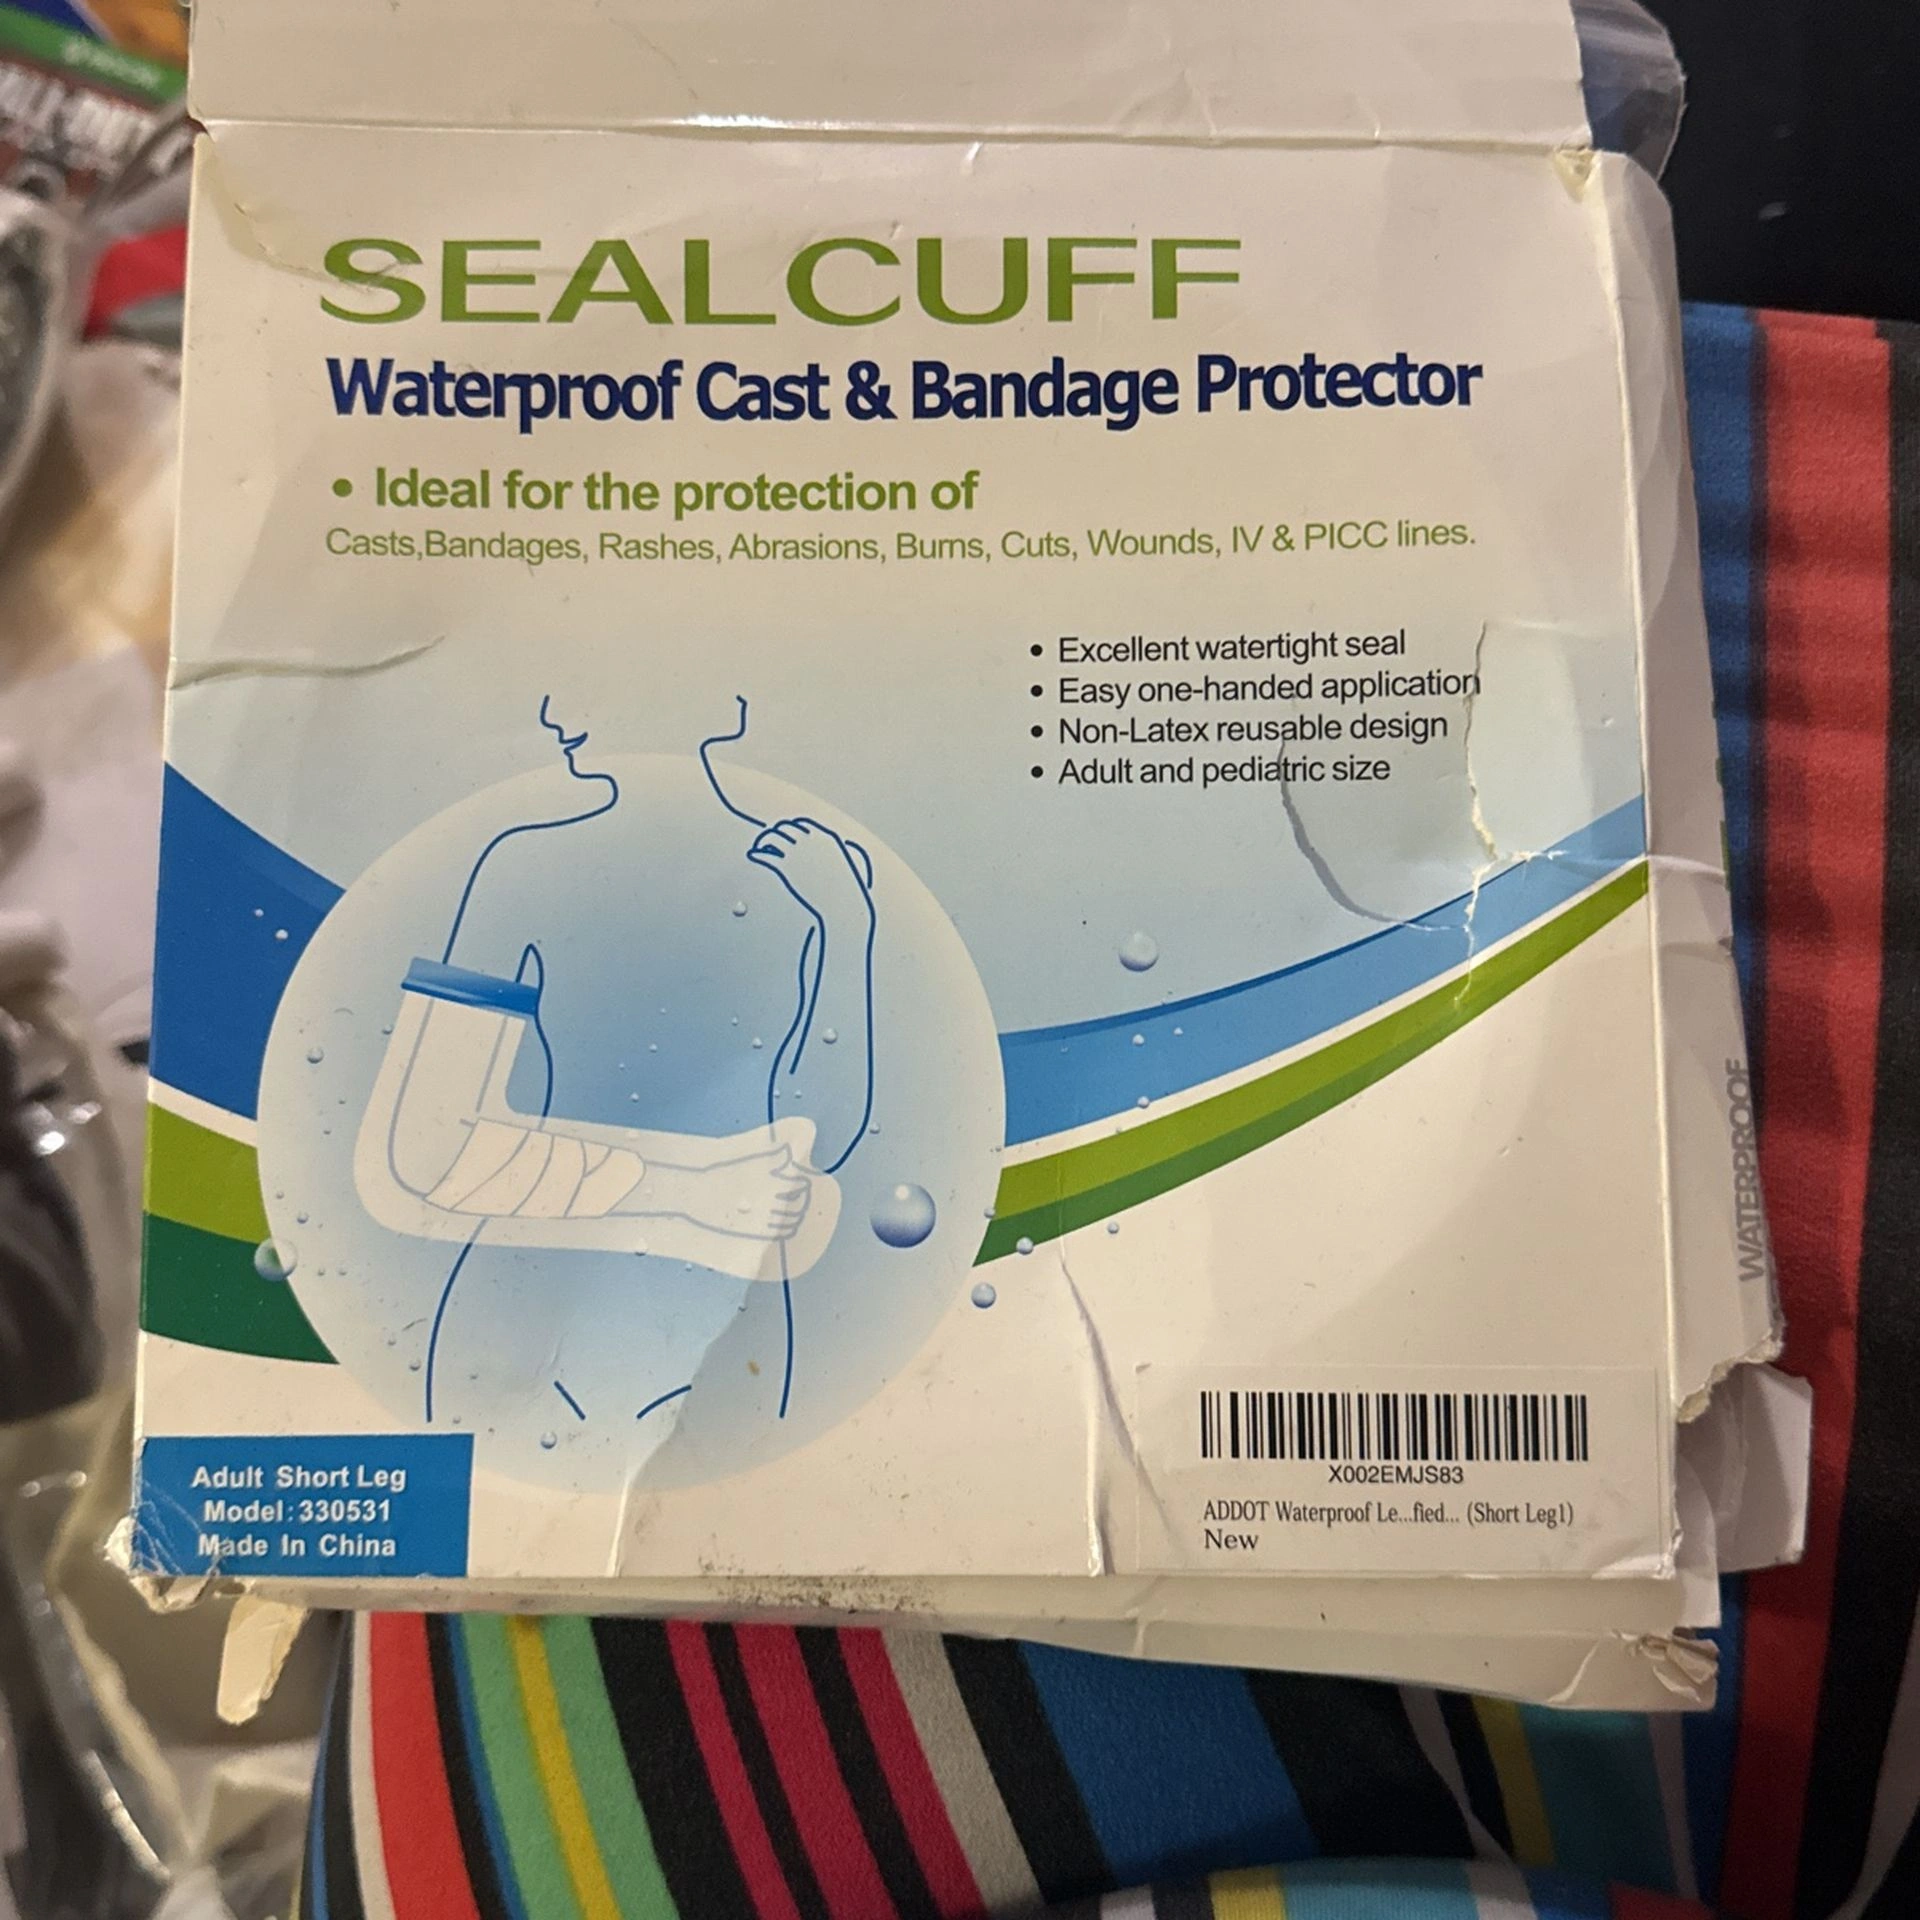 SEALCUFF
Waterproof Cast & Bandage Protector
• Ideal for the protection of
Casts,Bandages, Rashes, Abrasions, Burns, Cuts, Wounds, IV & PICC lines.
• Excellent watertight seal
• Easy one-handed application
• Non-Latex reusable design
• Adult and pediatric size
WATERPROOF
Adult Short Leg
Model:330531
Made In China
X002EMJS83
ADDOT Waterproof Le...fied... (Short Leg1)
New